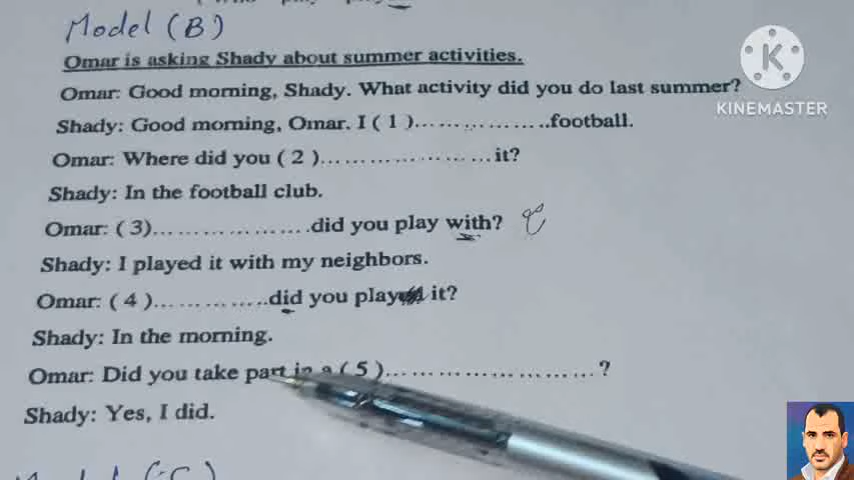 Model (B)
Omar is asking Shady about summer activities.
Omar: Good morning, Shady. What activity did you do last summer?
Shady: Good morning, Omar. I ( 1 )..................football.
Omar: Where did you ( 2 )......................it?
Shady: In the football club.
Omar: ( 3)....................did you play with?
Shady: I played it with my neighbors.
Omar: ( 4 )...............did you play it?
Shady: In the morning.
Omar: Did you take part in a ( 5 )..............................?
Shady: Yes, I did.
K
KINEMASTER